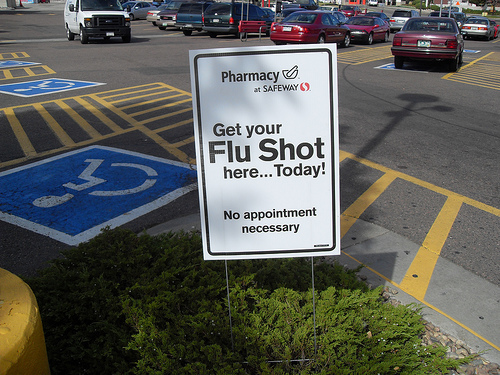 Pharmacy
at SAFEWAY
Get your
Flu Shot
here...Today!
No appointment
necessary